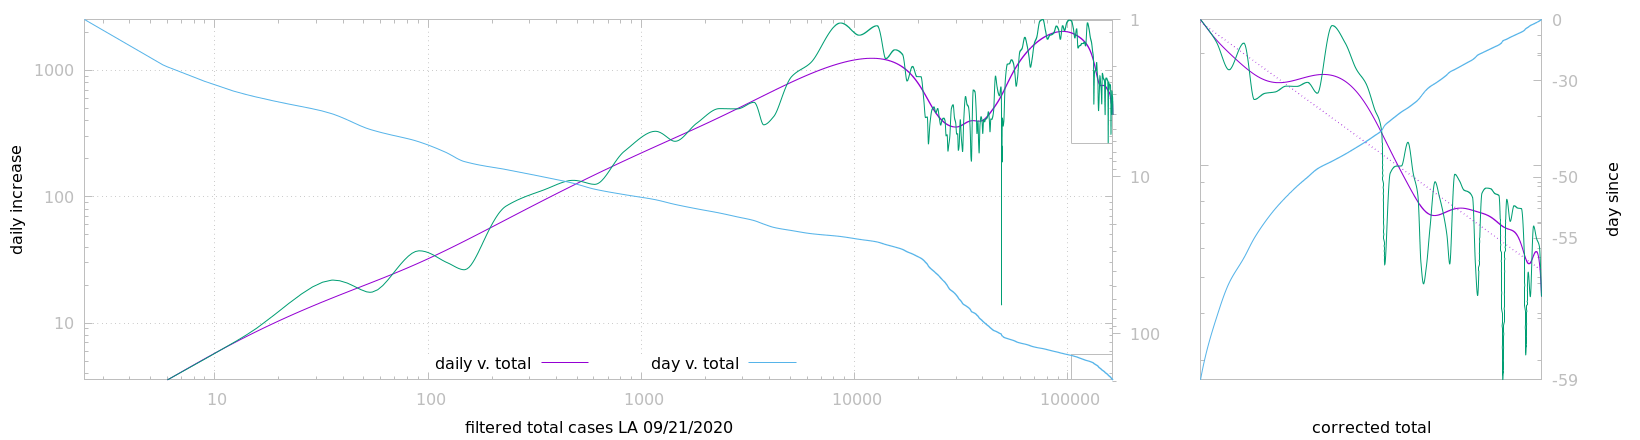 daily increase
1000
100
10
10
100
1000
10000
100000
filtered total cases LA 09/21/2020
daily v. total
day v. total
1
10
100
0
-30
-50
-55
-59
day since
corrected total